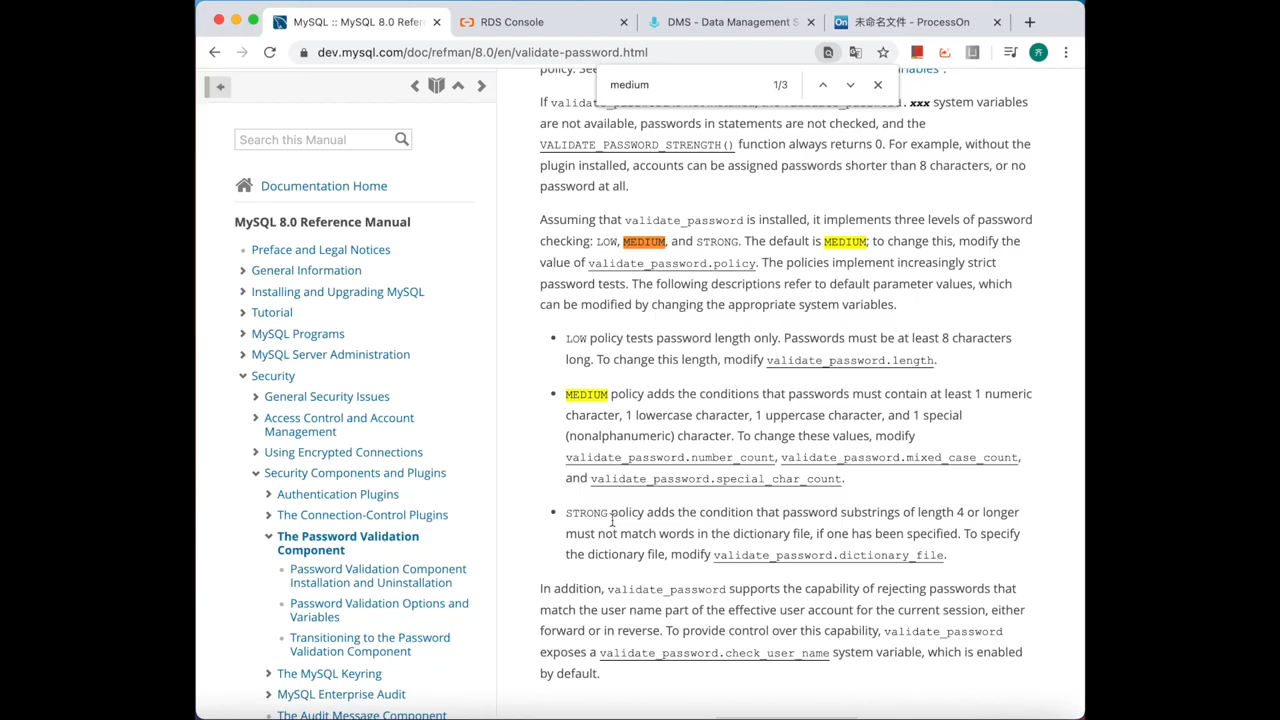 MySQL :: MySQL 8.0 Refer
RDS Console
DMS - Data Management S
On 未命名文件 - ProcessOn
dev.mysql.com/doc/refman/8.0/en/validate-password.html
齐
medium 1/3
policy. See
Search this Manual
Documentation Home
MySQL 8.0 Reference Manual
Preface and Legal Notices
General Information
Installing and Upgrading MySQL
Tutorial
MySQL Programs
MySQL Server Administration
Security
General Security Issues
Access Control and Account
Management
Using Encrypted Connections
Security Components and Plugins
Authentication Plugins
The Connection-Control Plugins
The Password Validation
Component
Password Validation Component
Installation and Uninstallation
Password Validation Options and
Variables
Transitioning to the Password
Validation Component
The MySQL Keyring
MySQL Enterprise Audit
The Audit Message Component
If xxx system variables
are not available, passwords in statements are not checked, and the
VALIDATE_PASSWORD_STRENGTH() function always returns 0. For example, without the
plugin installed, accounts can be assigned passwords shorter than 8 characters, or no
password at all.
Assuming that validate_password is installed, it implements three levels of password
checking: LOW, MEDIUM, and STRONG. The default is MEDIUM; to change this, modify the
value of validate_password.policy. The policies implement increasingly strict
password tests. The following descriptions refer to default parameter values, which
can be modified by changing the appropriate system variables.
• LOW policy tests password length only. Passwords must be at least 8 characters
long. To change this length, modify validate_password.length.
• MEDIUM policy adds the conditions that passwords must contain at least 1 numeric
character, 1 lowercase character, 1 uppercase character, and 1 special
(nonalphanumeric) character. To change these values, modify
validate_password.number_count, validate_password.mixed_case_count,
and validate_password.special_char_count.
• STRONG policy adds the condition that password substrings of length 4 or longer
must not match words in the dictionary file, if one has been specified. To specify
the dictionary file, modify validate_password.dictionary_file.
In addition, validate_password supports the capability of rejecting passwords that
match the user name part of the effective user account for the current session, either
forward or in reverse. To provide control over this capability, validate_password
exposes a validate_password.check_user_name system variable, which is enabled
by default.